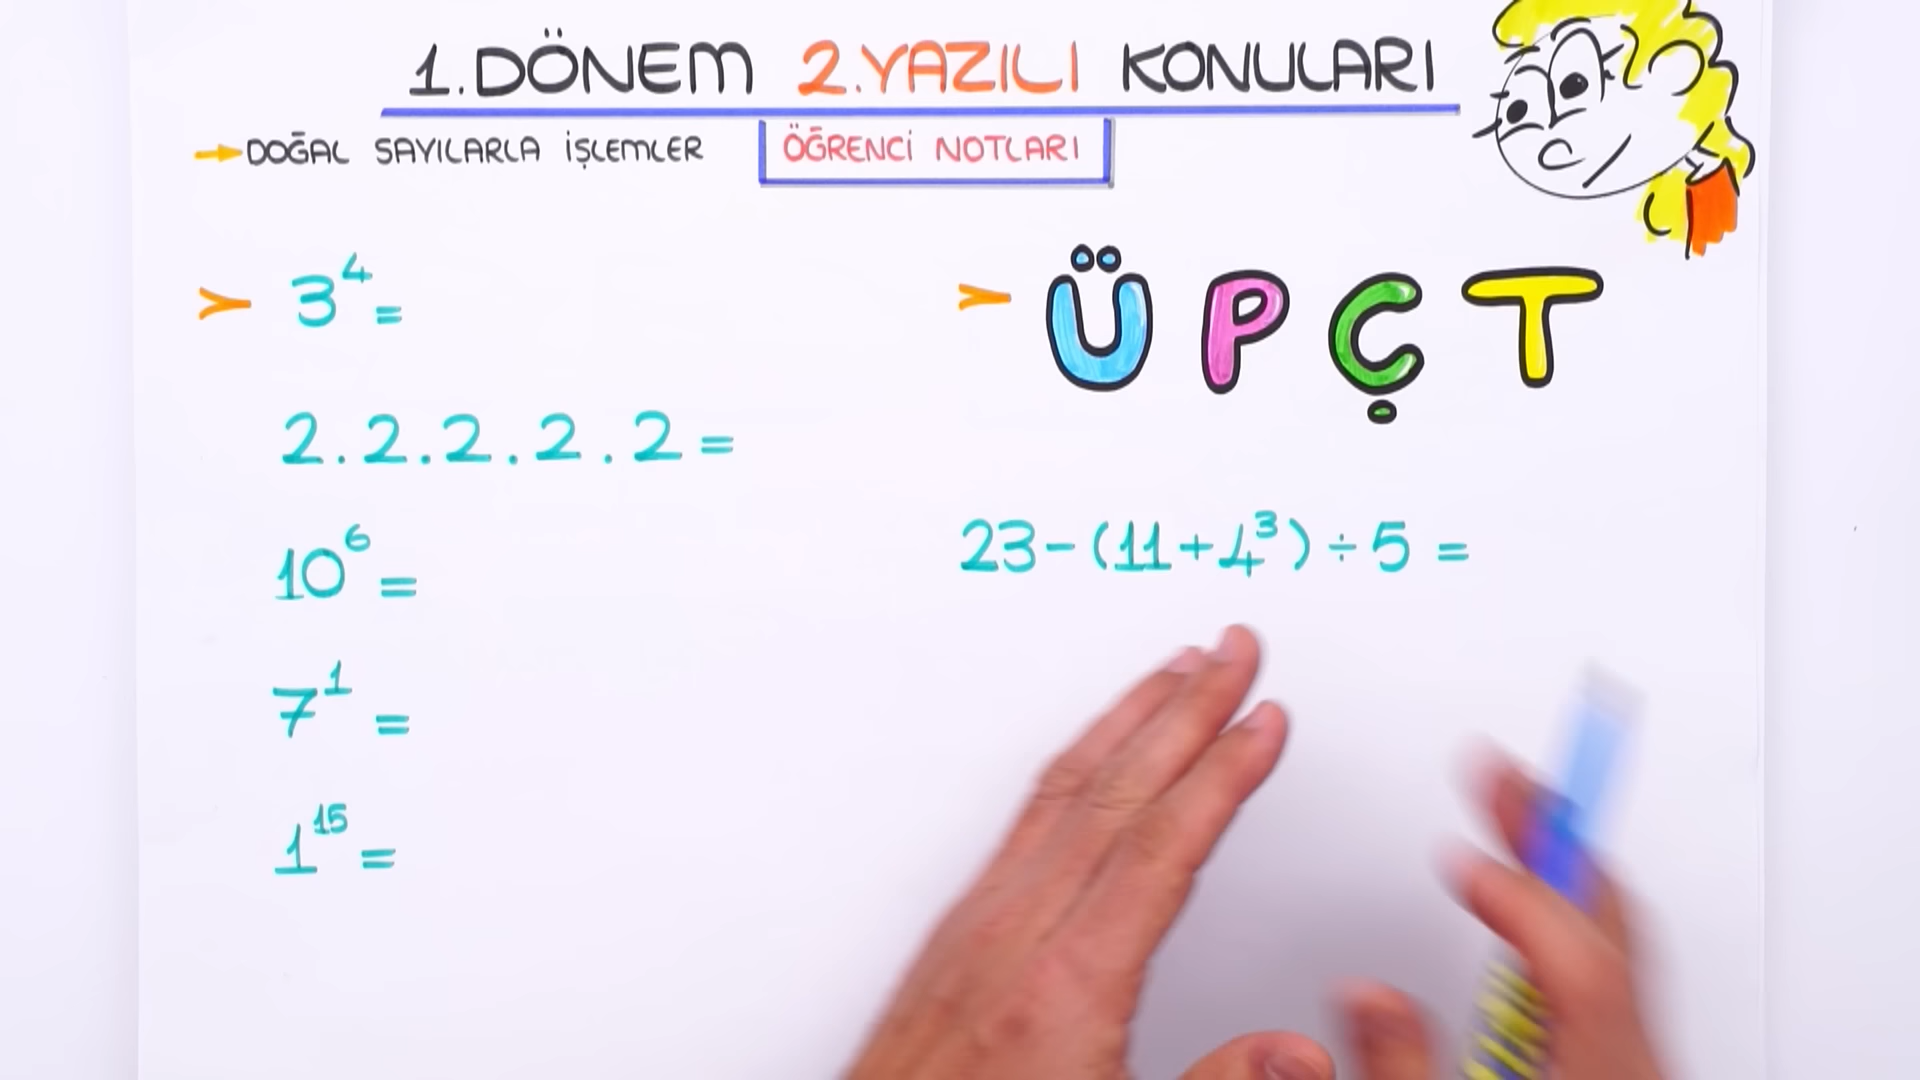 1.DÖNEM 2.YAZILI KONULARI
→DOĞAL SAYILARLA İŞLEMLER
ÖĞRENCİ NOTLARI
➤ 3⁴=
2.2.2.2.2=
10⁶=
7¹=
1¹⁵=
➤ Ü P Ç T
23-(11+4³)÷5=